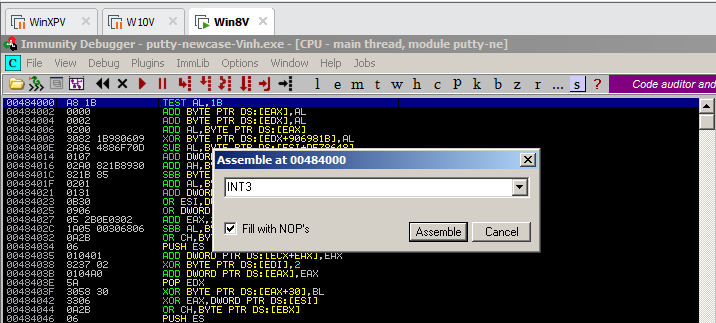 WinXPV × W10V × Win8V ×
Immunity Debugger - putty-newcase-Vinh.exe - [CPU - main thread, module putty-ne]
C File View Debug Plugins ImmLib Options Window Help Jobs
l e m t w h c p k b z r ... s ? Code auditor and
00484000 A8 1B TEST AL,1B
00484002 0000 ADD BYTE PTR DS:[EAX],AL
00484004 0002 ADD BYTE PTR DS:[EDX],AL
00484006 0200 ADD AL,BYTE PTR DS:[EAX]
00484008 3082 1B980609 XOR BYTE PTR DS:[EDX+906981B],AL
0048400E 2A86 4886F70D SUB AL,BYTE PTR DS:[ESI+DF78648]
00484014 0107 ADD DWO
00484016 02A0 821B8930 ADD AH,B
0048401C 821B 85 SBB BYTE
0048401F 0201 ADD AL,B
00484021 0131 ADD DWOR
00484023 0B30 OR ESI,D
00484025 0906 OR DWORD
00484027 05 2B0E0302 ADD EAX,
0048402C 1A05 00306806 SBB AL,B
00484032 0A2B OR CH,BYTE PTR DS:[EBX]
00484034 06 PUSH ES
00484035 010401 ADD DWORD PTR DS:[ECX+EAX],EAX
00484038 8237 02 XOR BYTE PTR DS:[EDI],2
0048403B 0104A0 ADD DWORD PTR DS:[EAX],EAX
0048403E 5A POP EDX
0048403F 3058 30 XOR BYTE PTR DS:[EAX+30],BL
00484042 3306 XOR EAX,DWORD PTR DS:[ESI]
00484044 0A2B OR CH,BYTE PTR DS:[EBX]
00484046 06 PUSH ES
Assemble at 00484000
INT3
Fill with NOP's Assemble Cancel